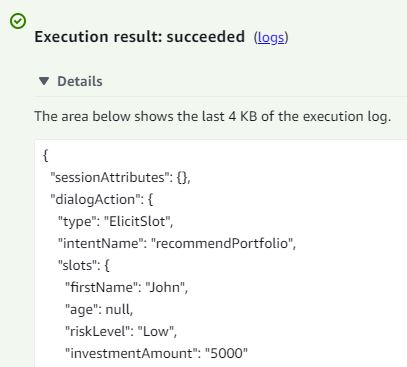 Execution result: succeeded (logs)
Details
The area below shows the last 4 KB of the execution log.
{
"sessionAttributes": {},
"dialogAction": {
"type": "ElicitSlot",
"intentName": "recommendPortfolio",
"slots": {
"firstName": "John",
"age": null,
"riskLevel": "Low",
"investmentAmount": "5000"